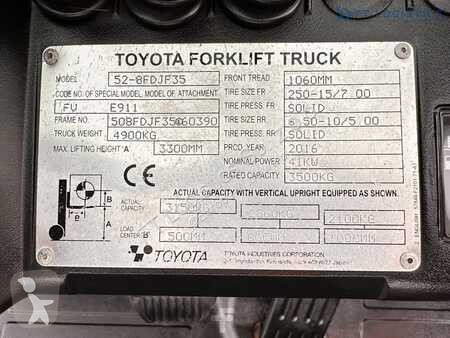 TOYOTA FORKLIFT TRUCK
MODEL 52-8FDJF35
FRONT TREAD 1060MM
CODE NO. OF SPECIAL MODEL. MODEL OF ATTACHMENT
TIRE SIZE FR 250-15/7.00
FV E911
TIRE PRESS. FR SOLID
FRAME NO.
TIRE SIZE RR 6.50-10/5.00
TRUCK WEIGHT 4900KG
TIRE PRESS. RR SOLID
MAX. LIFTING HEIGHT 'A' 3300MM
PROD. YEAR 2016
NOMINAL POWER 41KW
RATED CAPACITY 3500KG
CE
ACTUAL CAPACITY WITH VERTICAL UPRIGHT EQUIPPED AS SHOWN.
ACTUAL CAPACITY 3150KG 2100KG
LOAD CENTER 'B' 500MM
B
A
TOYOTA
TOYOTA INDUSTRIES CORPORATION